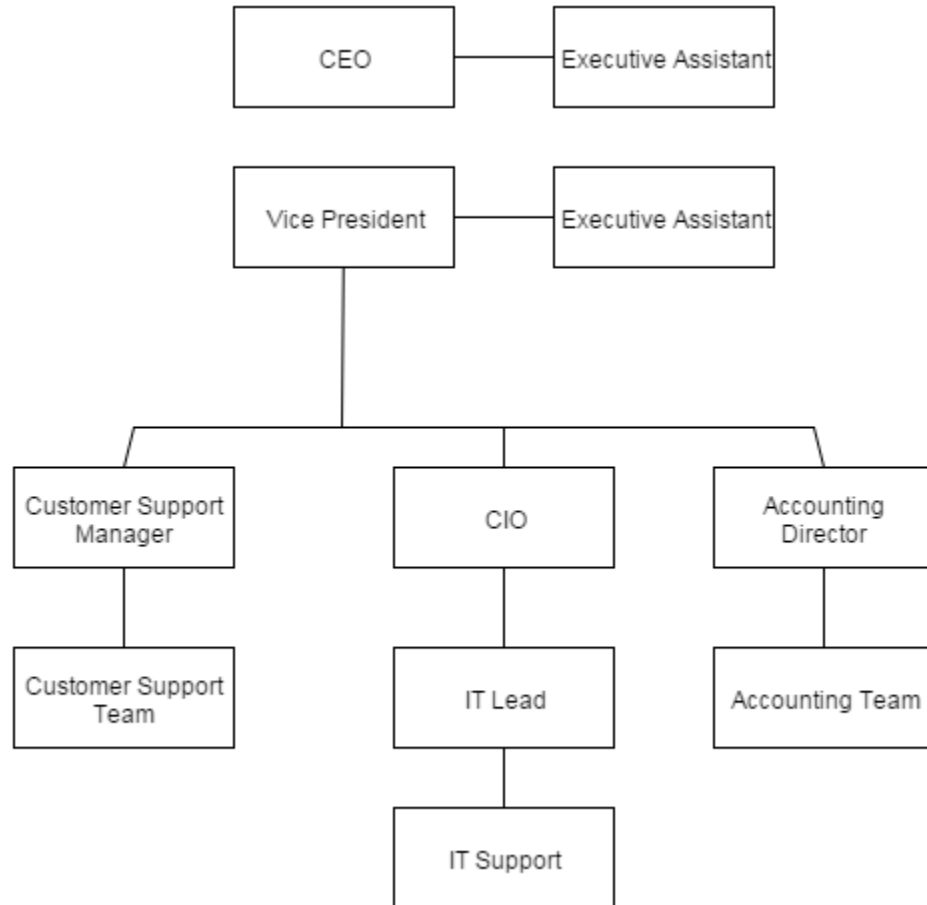 CEO
Executive Assistant
Vice President
Executive Assistant
Customer Support
Manager
CIO
Accounting
Director
Customer Support
Team
IT Lead
Accounting Team
IT Support